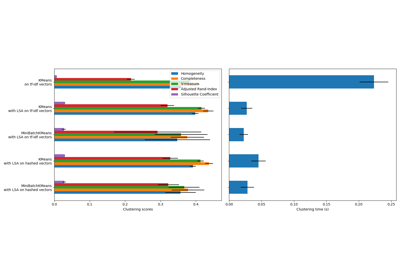 Homogeneity
Completeness
V-measure
Adjusted Rand-Index
Silhouette Coefficient
KMeans
on tf-idf vectors
KMeans
with LSA on tf-idf vectors
MiniBatchKMeans
with LSA on tf-idf vectors
KMeans
with LSA on hashed vectors
MiniBatchKMeans
with LSA on hashed vectors
0.0 0.1 0.2 0.3 0.4
Clustering scores
0.00 0.05 0.10 0.15 0.20 0.25
Clustering time (s)